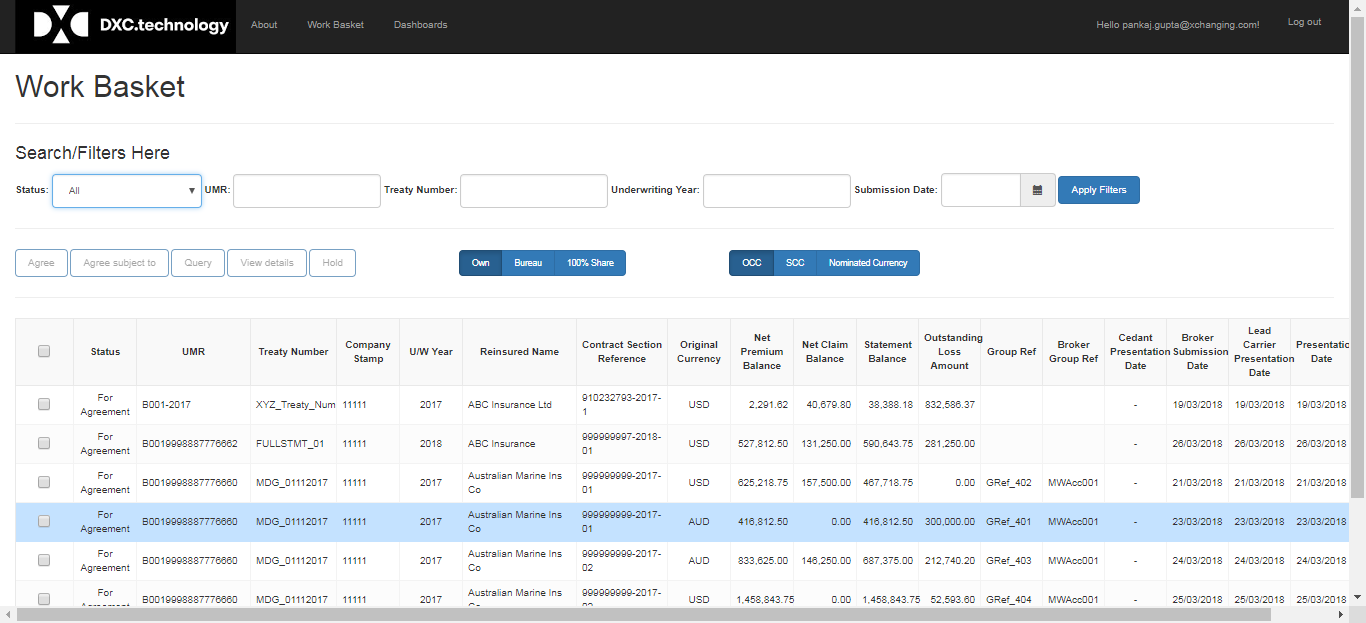 DXC.technology About Work Basket Dashboards Hello pankaj.gupta@xchanging.com! Log out
Work Basket
Search/Filters Here
Status: All UMR: Treaty Number: Underwriting Year: Submission Date: Apply Filters
Agree Agree subject to Query View details Hold Own Bureau 100% Share OCC SCC Nominated Currency
Status UMR Treaty Number Company Stamp U/W Year Reinsured Name Contract Section Reference Original Currency Net Premium Balance Net Claim Balance Statement Balance Outstanding Loss Amount Group Ref Broker Group Ref Cedant Presentation Date Broker Submission Date Lead Carrier Presentation Date Presentatic Date
For Agreement B001-2017 XYZ_Treaty_Num 11111 2017 ABC Insurance Ltd 910232793-2017-1 USD 2,291.62 40,679.80 38,388.18 832,586.37 - 19/03/2018 19/03/2018 19/03/2018
For Agreement B0019998887776662 FULLSTMT_01 11111 2018 ABC Insurance 999999997-2018-01 USD 527,812.50 131,250.00 590,643.75 281,250.00 - 26/03/2018 26/03/2018 26/03/2018
For Agreement B0019998887776660 MDG_01112017 11111 2017 Australian Marine Ins Co 999999999-2017-01 USD 625,218.75 157,500.00 467,718.75 0.00 GRef_402 MWAcc001 - 21/03/2018 21/03/2018 21/03/2018
For Agreement B0019998887776660 MDG_01112017 11111 2017 Australian Marine Ins Co 999999999-2017-01 AUD 416,812.50 0.00 416,812.50 300,000.00 GRef_401 MWAcc001 - 23/03/2018 23/03/2018 23/03/2018
For Agreement B0019998887776660 MDG_01112017 11111 2017 Australian Marine Ins Co 999999999-2017-02 AUD 833,625.00 146,250.00 687,375.00 212,740.20 GRef_403 MWAcc001 - 24/03/2018 24/03/2018 24/03/2018
For B0019998887776660 MDG_01112017 11111 2017 Australian Marine Ins 999999999-2017- USD 1,458,843.75 0.00 1,458,843.75 52,593.60 GRef_404 MWAcc001 - 25/03/2018 25/03/2018 25/03/2018